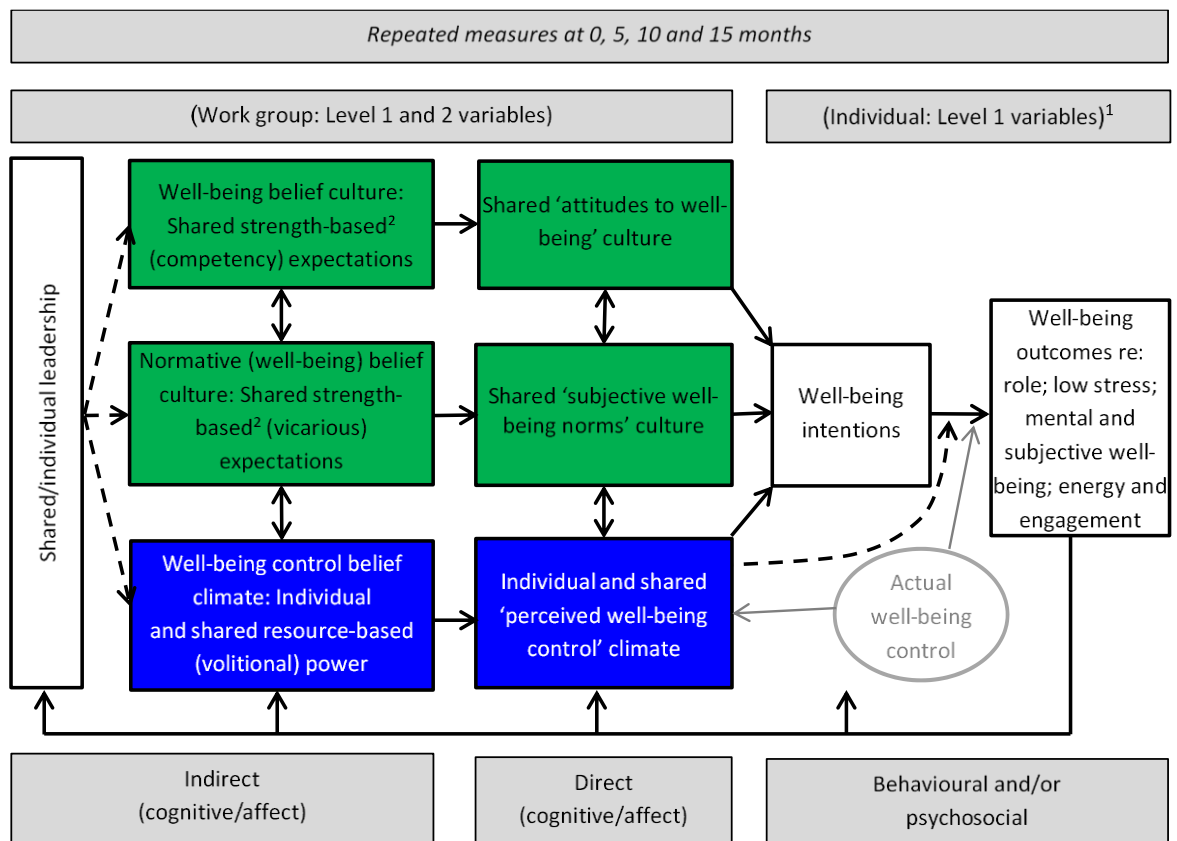 Repeated measures at 0, 5, 10 and 15 months
(Work group: Level 1 and 2 variables)
(Individual: Level 1 variables)¹
Shared/individual leadership
Well-being belief culture:
Shared strength-based²
(competency) expectations
Shared ‘attitudes to well-
being’ culture
Normative (well-being) belief
culture: Shared strength-
based² (vicarious)
expectations
Shared ‘subjective well-
being norms’ culture
Well-being
intentions
Well-being
outcomes re:
role; low stress;
mental and
subjective well-
being; energy and
engagement
Well-being control belief
climate: Individual
and shared resource-based
(volitional) power
Individual and shared
‘perceived well-being
control’ climate
Actual
well-being
control
Indirect
(cognitive/affect)
Direct
(cognitive/affect)
Behavioural and/or
psychosocial